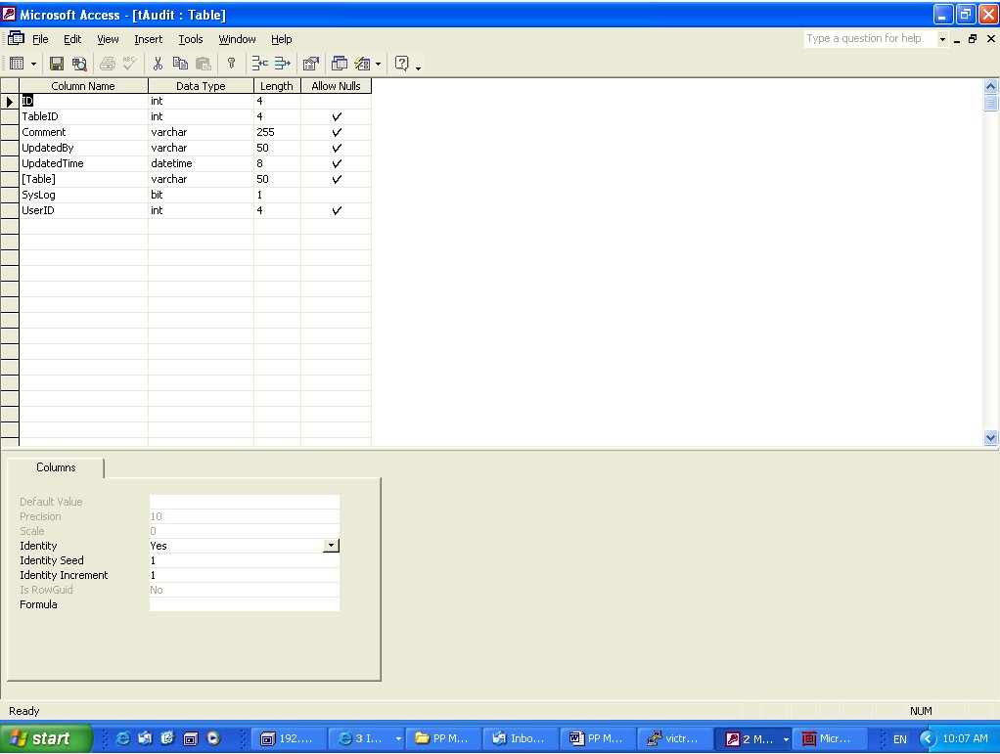 Microsoft Access - [tAudit : Table]
File Edit View Insert Tools Window Help Type a question for help
Column Name Data Type Length Allow Nulls
ID int 4
TableID int 4
Comment varchar 255
UpdatedBy varchar 50
UpdatedTime datetime 8
[Table] varchar 50
SysLog bit 1
UserID int 4
Columns
Default Value
Precision 10
Scale 0
Identity Yes
Identity Seed 1
Identity Increment 1
Is RowGuid No
Formula
Ready NUM
start 192.... 3 I... PP M... Inbo... PP M... victr... 2 M... Micr... EN 10:07 AM